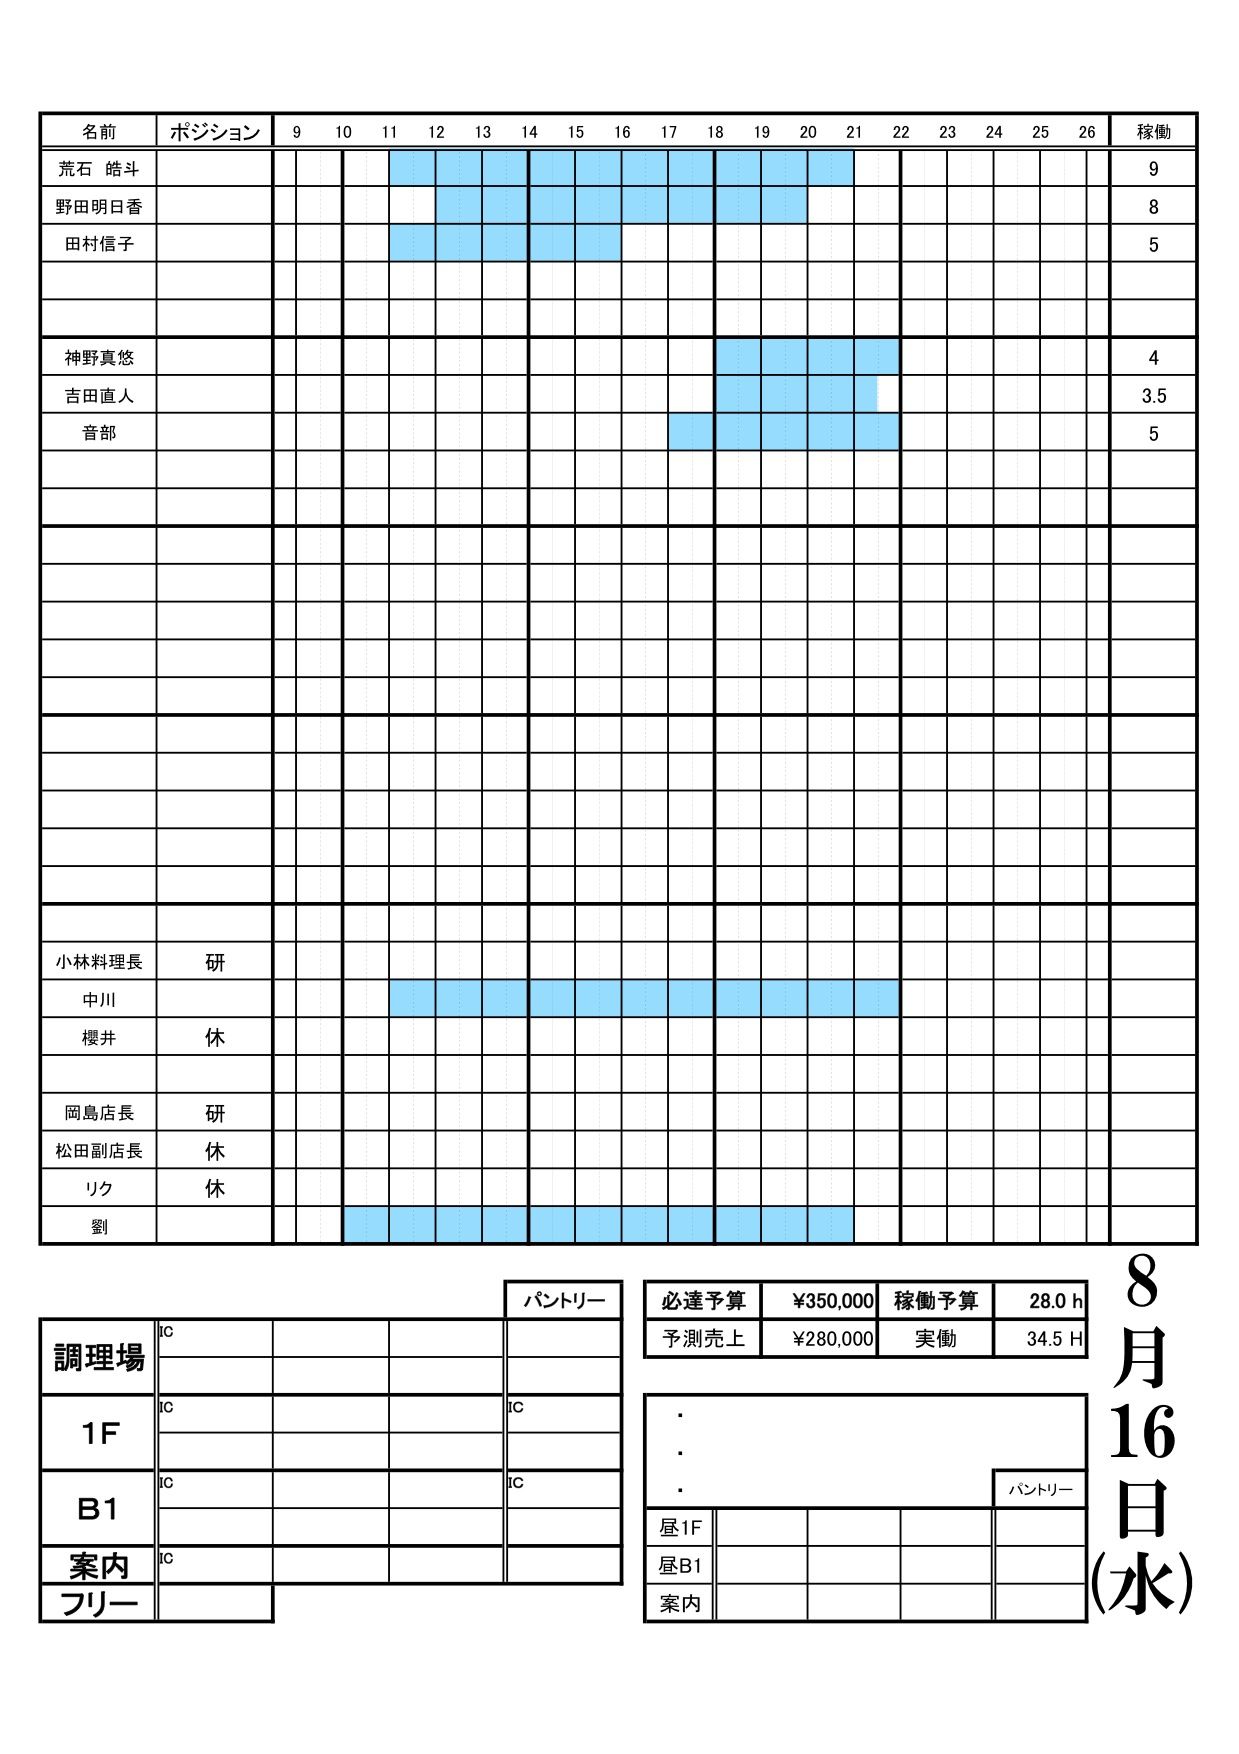 名前 ポジション 9 10 11 12 13 14 15 16 17 18 19 20 21 22 23 24 25 26 稼働
荒石 皓斗 9
野田明日香 8
田村信子 5
神野真悠 4
吉田直人 3.5
音部 5
小林料理長 研
中川
櫻井 休
岡島店長 研
松田副店長 休
リク 休
劉
パントリー
調理場 IC
1F IC IC
B1 IC IC
案内 IC
フリー
必達予算 ¥350,000 稼働予算 28.0 h
予測売上 ¥280,000 実働 34.5 H
・
・
・ パントリー
昼1F
昼B1
案内
8
月
16
日
(水)